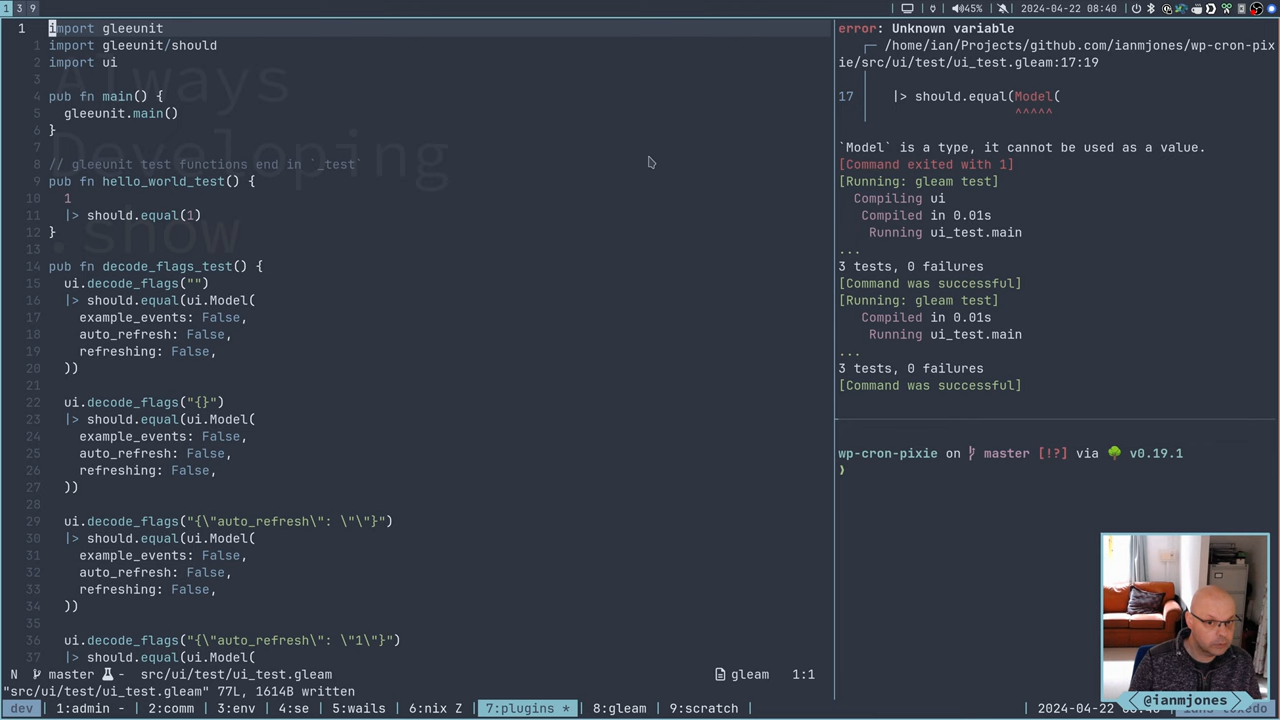 1 3 9 45% 2024-04-22 08:40
1 import gleeunit
1 import gleeunit/should
2 import ui
3
4 pub fn main() {
5 gleeunit.main()
6 }
7
8 // gleeunit test functions end in `_test`
9 pub fn hello_world_test() {
10 1
11 |> should.equal(1)
12 }
13
14 pub fn decode_flags_test() {
15 ui.decode_flags("")
16 |> should.equal(ui.Model(
17 example_events: False,
18 auto_refresh: False,
19 refreshing: False,
20 ))
21
22 ui.decode_flags("{}")
23 |> should.equal(ui.Model(
24 example_events: False,
25 auto_refresh: False,
26 refreshing: False,
27 ))
28
29 ui.decode_flags("{\"auto_refresh\": \"\"}")
30 |> should.equal(ui.Model(
31 example_events: False,
32 auto_refresh: False,
33 refreshing: False,
34 ))
35
36 ui.decode_flags("{\"auto_refresh\": \"1\"}")
37 |> should.equal(ui.Model(
Always
Developing
.show
N master - src/ui/test/ui_test.gleam gleam 1:1
"src/ui/test/ui_test.gleam" 77L, 1614B written
error: Unknown variable
/home/ian/Projects/github.com/ianmjones/wp-cron-pix
ie/src/ui/test/ui_test.gleam:17:19
17 |> should.equal(Model(
^^^^^
`Model` is a type, it cannot be used as a value.
[Command exited with 1]
[Running: gleam test]
Compiling ui
Compiled in 0.01s
Running ui_test.main
...
3 tests, 0 failures
[Command was successful]
[Running: gleam test]
Compiled in 0.01s
Running ui_test.main
...
3 tests, 0 failures
[Command was successful]
wp-cron-pixie on master [!?] via v0.19.1
❯
@ianmjones
dev 1:admin - 2:comm 3:env 4:se 5:wails 6:nix Z 7:plugins * 8:gleam 9:scratch 2024-04-22